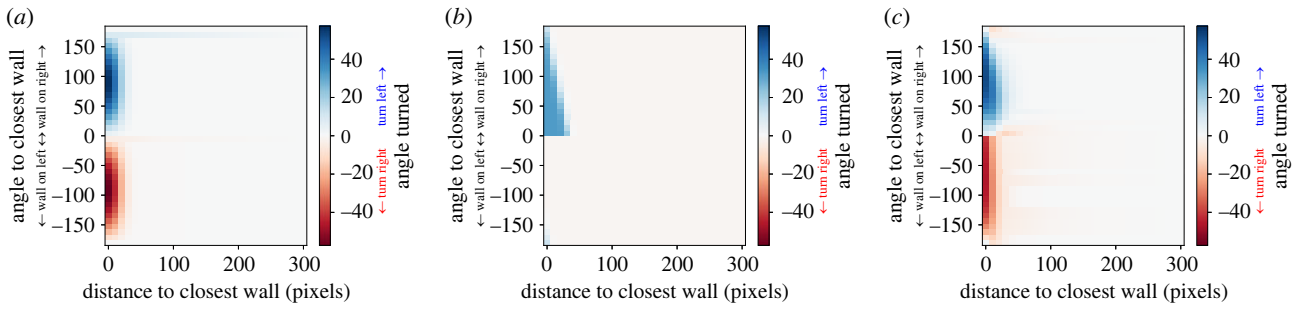 (a)
angle to closest wall
← wall on left ↔ wall on right →
150
100
50
0
−50
−100
−150
0
100
200
300
distance to closest wall (pixels)
40
20
0
−20
−40
turn left →
← turn right
angle turned
(b)
angle to closest wall
← wall on left ↔ wall on right →
150
100
50
0
−50
−100
−150
0
100
200
300
distance to closest wall (pixels)
40
20
0
−20
−40
turn left →
← turn right
angle turned
(c)
angle to closest wall
← wall on left ↔ wall on right →
150
100
50
0
−50
−100
−150
0
100
200
300
distance to closest wall (pixels)
40
20
0
−20
−40
turn left →
← turn right
angle turned